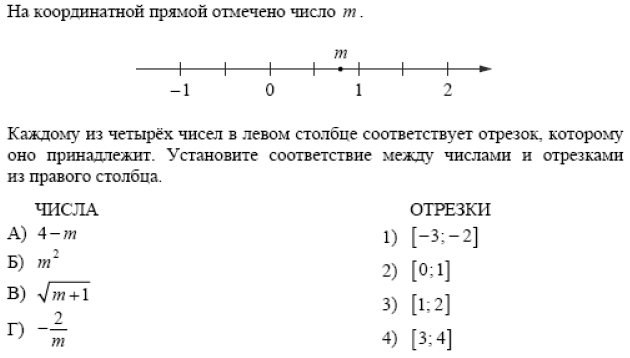 На координатной прямой отмечено число m.
m
−1 0 1 2
Каждому из четырёх чисел в левом столбце соответствует отрезок, которому
оно принадлежит. Установите соответствие между числами и отрезками
из правого столбца.
ЧИСЛА ОТРЕЗКИ
А) 4−m 1) [−3;−2]
Б) m² 2) [0;1]
В) √(m+1) 3) [1;2]
Г) −2/m 4) [3;4]